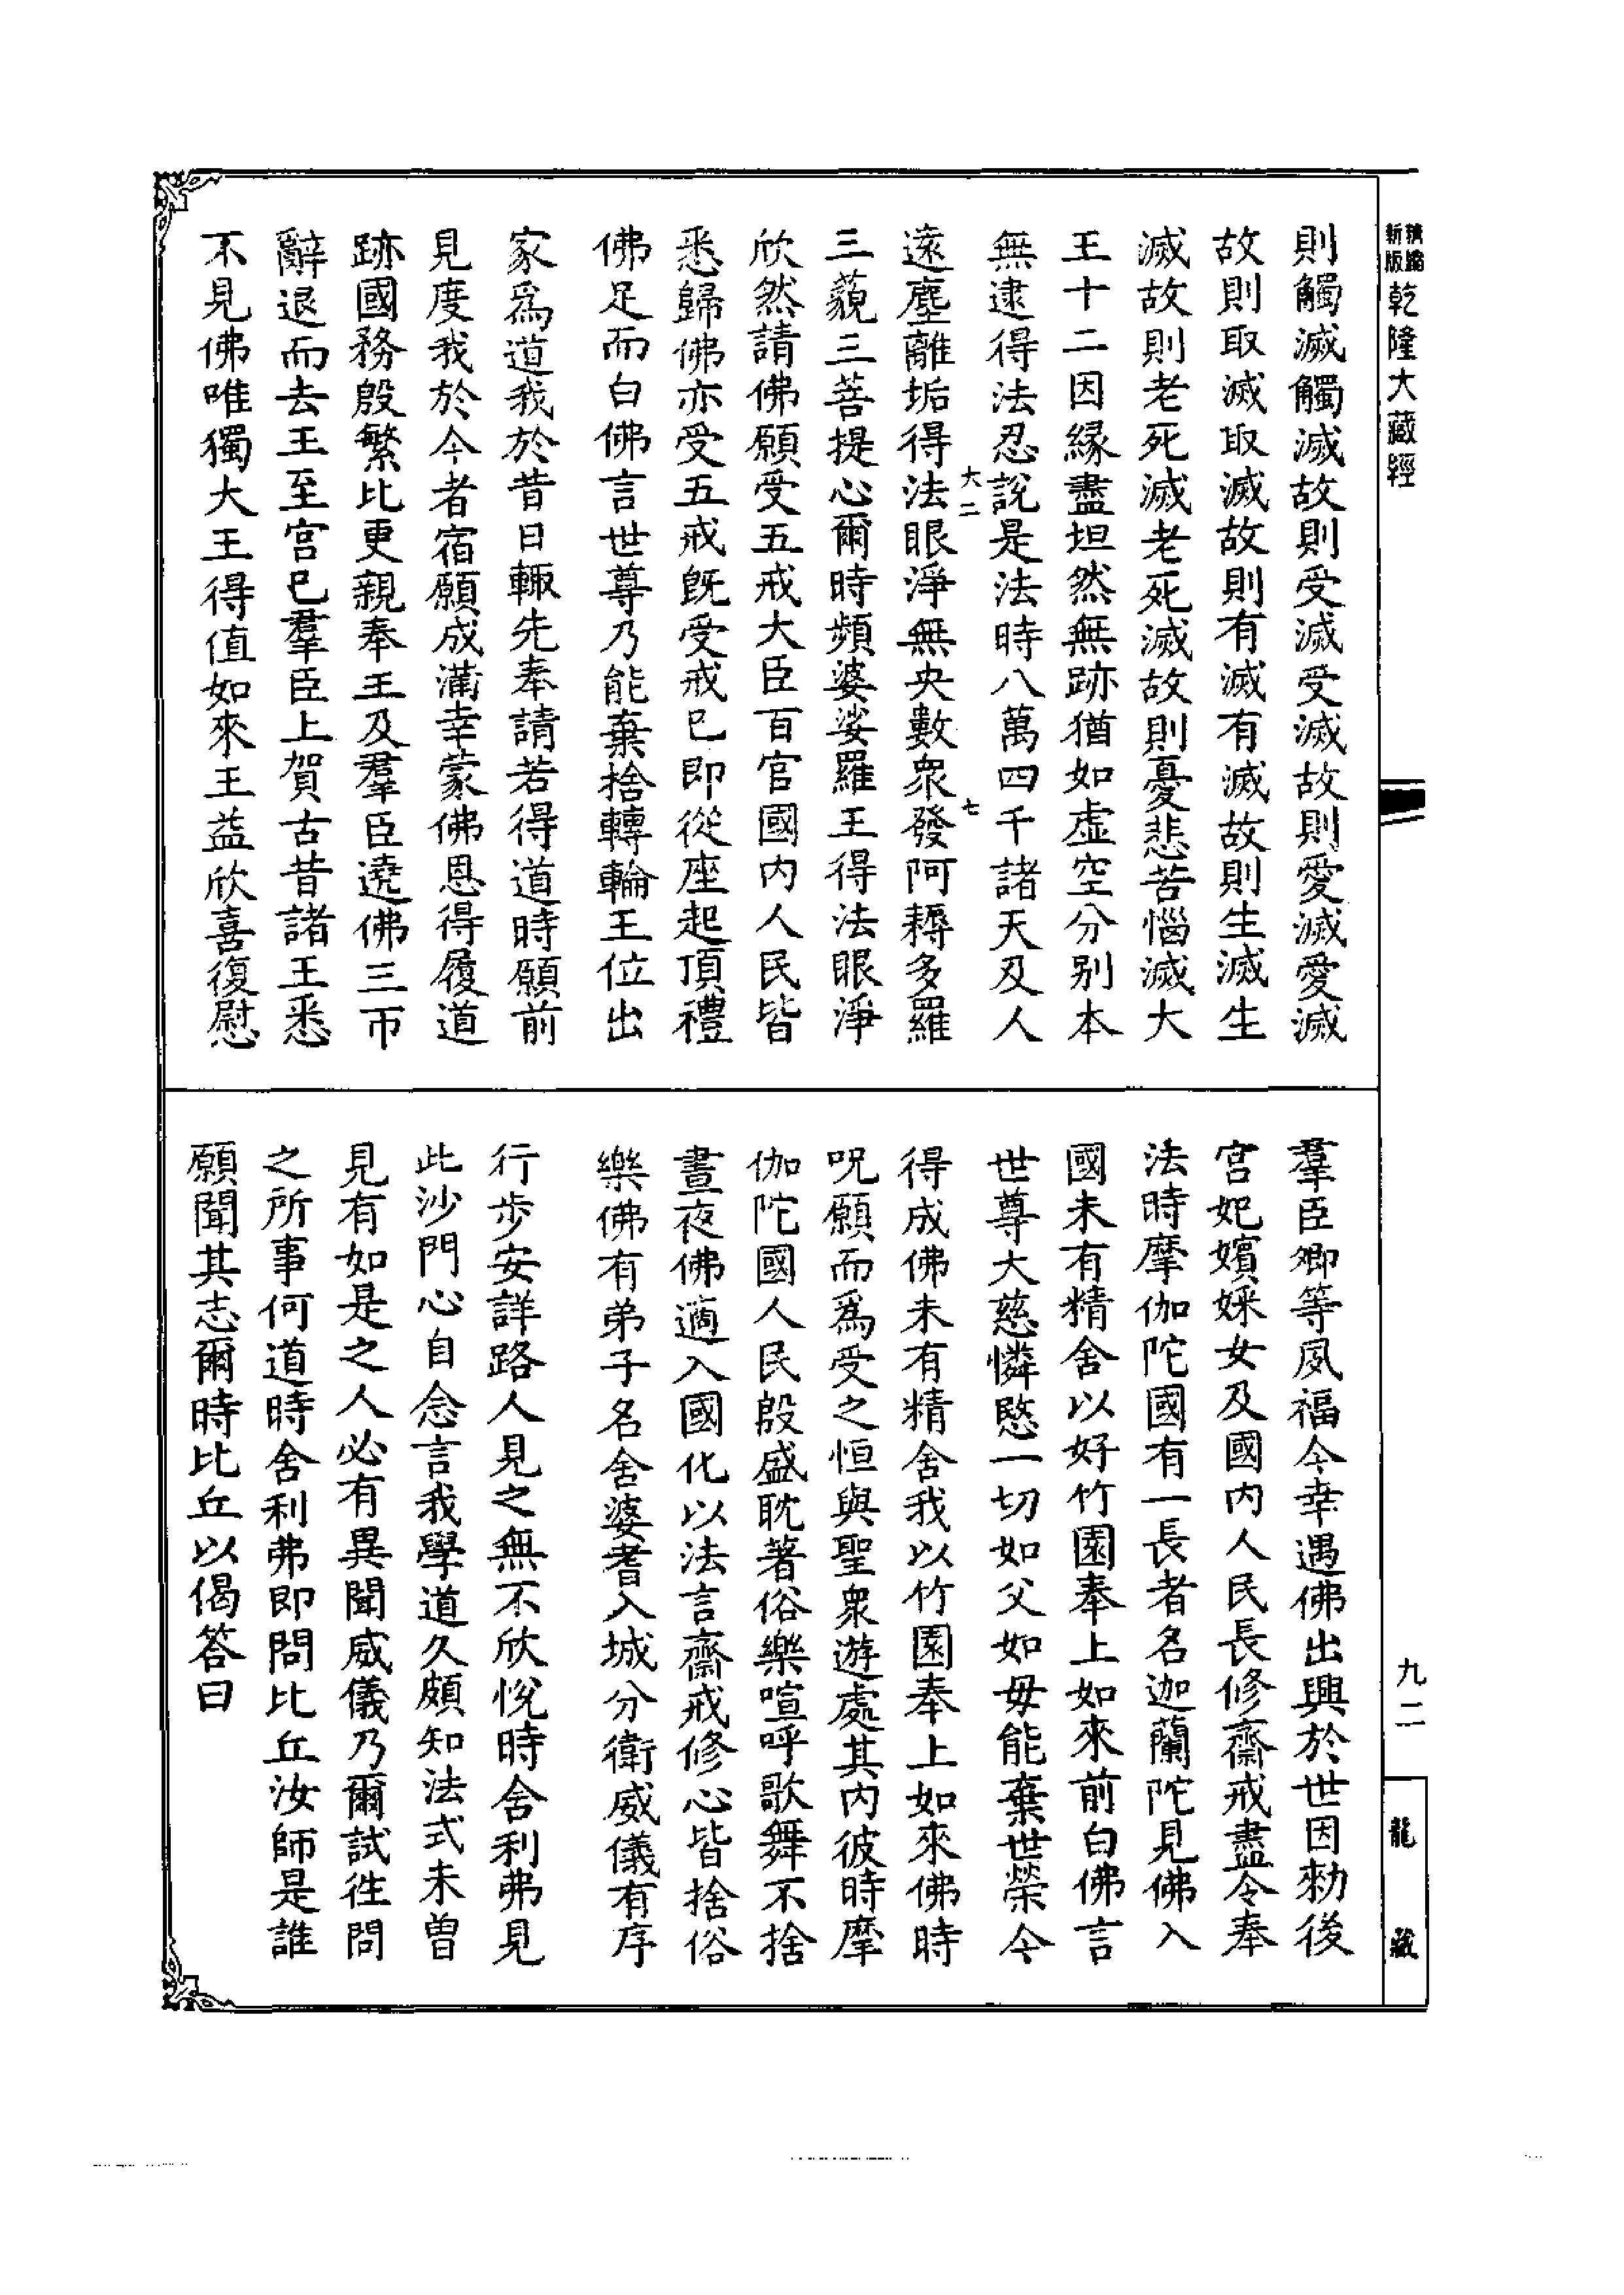 新版
精縮
乾隆大藏經
則觸滅觸滅故則受滅受滅故則愛滅愛滅
故則取滅取滅故則有滅有滅故則生滅生
滅故則老死滅老死滅故則憂悲苦惱滅大
王十二因緣盡坦然無跡猶如虛空分别本
無逮得法忍說是法時八萬四千諸天及人
大二
七
遠塵離垢得法眼淨無央數衆發阿耨多羅
三藐三菩提心爾時頻婆娑羅王得法眼淨
欣然請佛願受五戒大臣百官國内人民皆
悉歸佛亦受五戒既受戒已即從座起頂禮
佛足而白佛言世尊乃能棄捨轉輪王位出
家爲道我於昔日輙先奉請若得道時願前
見度我於今者宿願成滿幸蒙佛恩得履道
跡國務殷繁比更親奉王及羣臣遶佛三帀
辭退而去王至宮已羣臣上賀古昔諸王悉
不見佛唯獨大王得值如來王益欣喜復慰
羣臣卿等夙福今幸遇佛出興於世因勑後
宮妃嬪婇女及國内人民長修齋戒盡令奉
法時摩伽陀國有一長者名迦蘭陀見佛入
國未有精舍以好竹園奉上如來前白佛言
世尊大慈憐愍一切如父如毋能棄世榮今
得成佛未有精舍我以竹園奉上如來佛時
呪願而爲受之恒與聖衆遊處其内彼時摩
伽陀國人民殷盛耽著俗樂喧呼歌舞不捨
晝夜佛適入國化以法言齋戒修心皆捨俗
樂佛有弟子名舍婆耆入城分衛威儀有序
行步安詳路人見之無不欣悅時舍利弗見
此沙門心自念言我學道久頗知法式未曾
見有如是之人必有異聞威儀乃爾試徃問
之所事何道時舍利弗即問比丘汝師是誰
願聞其志爾時比丘以偈答曰
九二
龍藏